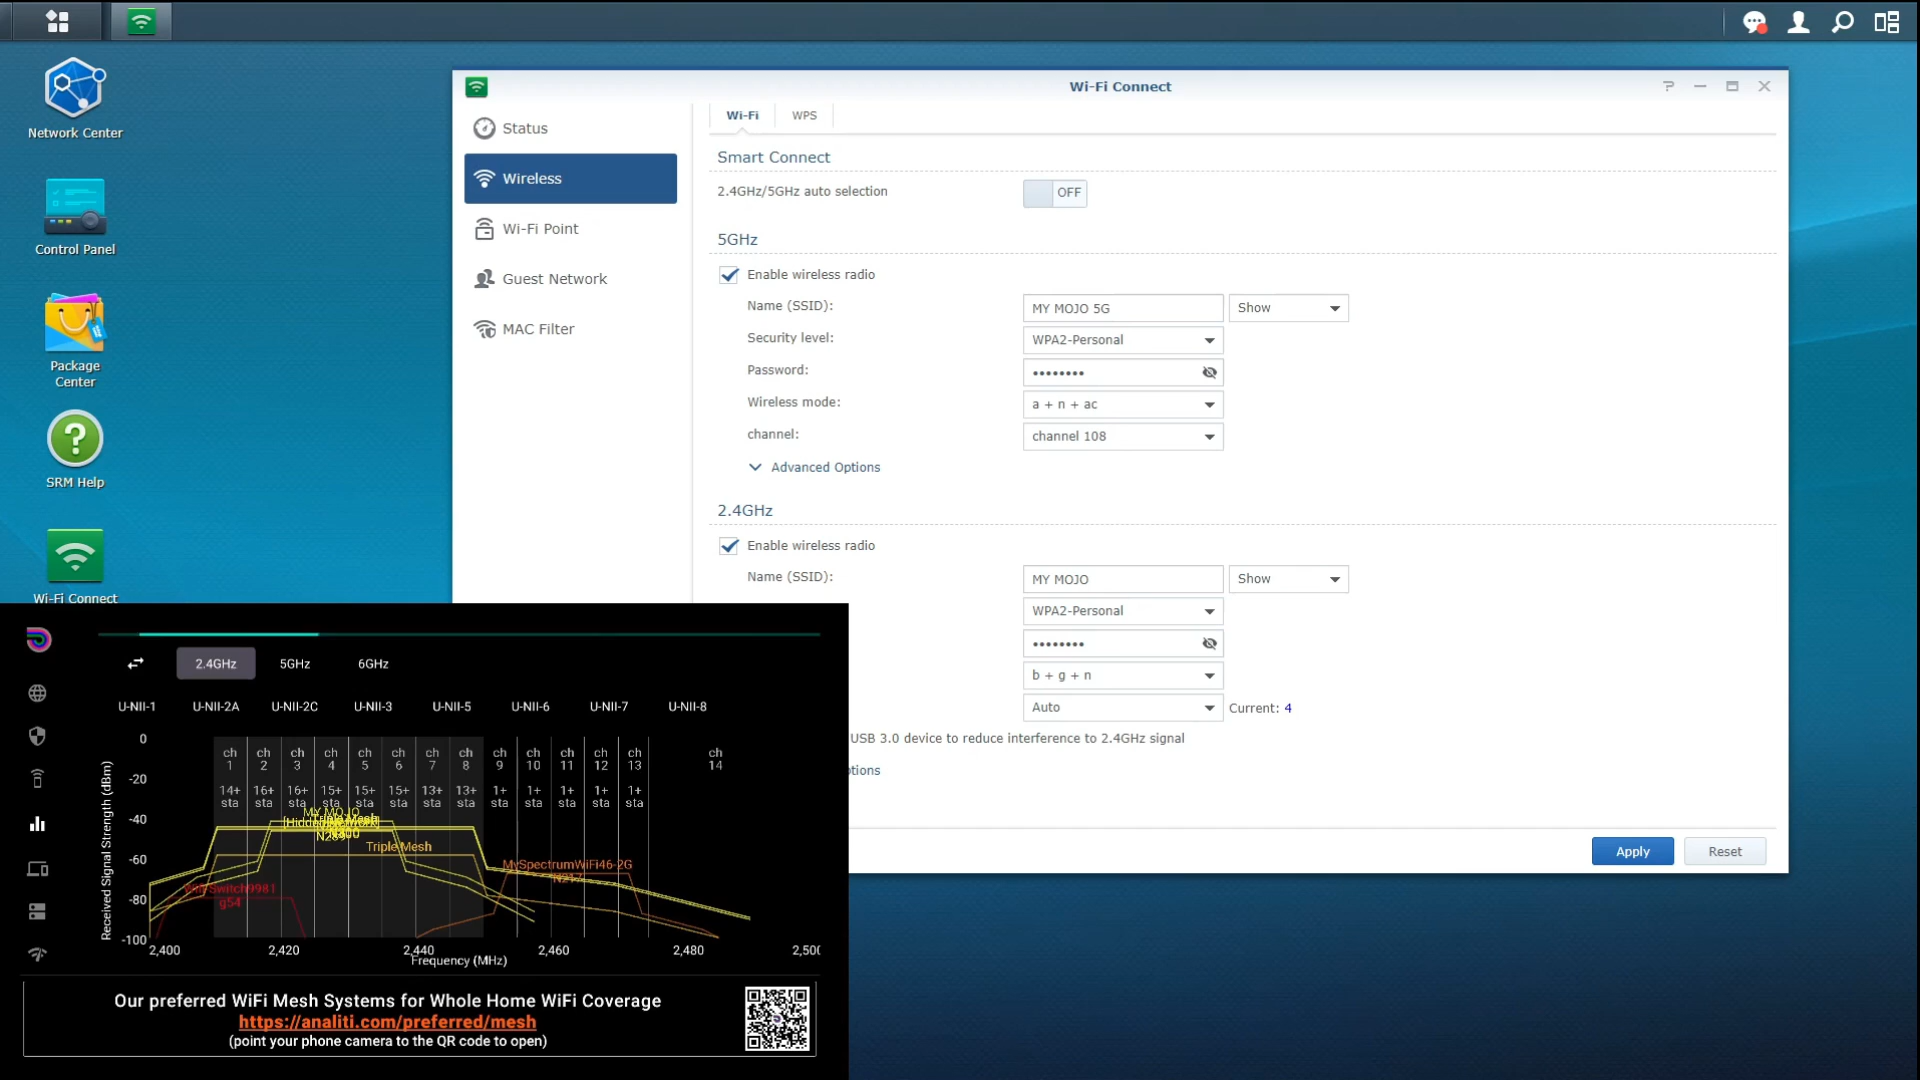 Wi-Fi Connect
Network Center
Control Panel
Package
Center
SRM Help
Wi-Fi Connect
Status
Wireless
Wi-Fi Point
Guest Network
MAC Filter
Wi-Fi
WPS
Smart Connect
2.4GHz/5GHz auto selection
OFF
5GHz
Enable wireless radio
Name (SSID):
MY MOJO 5G
Show
Security level:
WPA2-Personal
Password:
••••••••
Wireless mode:
a + n + ac
channel:
channel 108
Advanced Options
2.4GHz
Enable wireless radio
Name (SSID):
MY MOJO
Show
WPA2-Personal
••••••••
b + g + n
Auto
Current: 4
USB 3.0 device to reduce interference to 2.4GHz signal
ptions
Apply
Reset
2.4GHz 5GHz 6GHz
U-NII-1 U-NII-2A U-NII-2C U-NII-3 U-NII-5 U-NII-6 U-NII-7 U-NII-8
Received Signal Strength (dBm)
0
-20
-40
-60
-80
-100
ch ch ch ch ch ch ch ch ch ch ch ch ch ch
1 2 3 4 5 6 7 8 9 10 11 12 13 14
14+ 16+ 16+ 15+ 15+ 15+ 13+ 13+ 1+ 1+ 1+ 1+ 1+
sta sta sta sta sta sta sta sta sta sta sta sta sta
MY MOJO
Triple Mesh
Triple Mesh
MySpectrumWiFi46-2G
N217
g54
2,400 2,420 2,440 2,460 2,480 2,50
Frequency (MHz)
Our preferred WiFi Mesh Systems for Whole Home WiFi Coverage
https://analiti.com/preferred/mesh
(point your phone camera to the QR code to open)